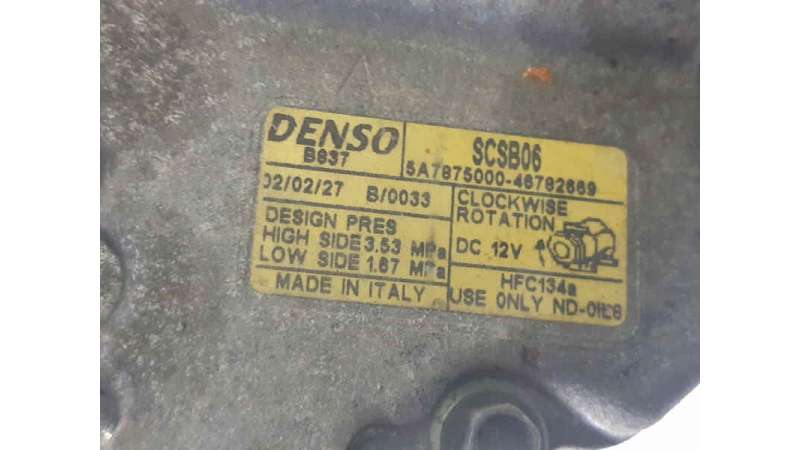 DENSO
SCSB06
B637
5A7875000-46782669
02/02/27 B/0033
CLOCKWISE
ROTATION
DESIGN PRES
HIGH SIDE 3.53 MPa
LOW SIDE 1.67 MPa
DC 12V
MADE IN ITALY
HFC134a
USE ONLY ND-OIL8